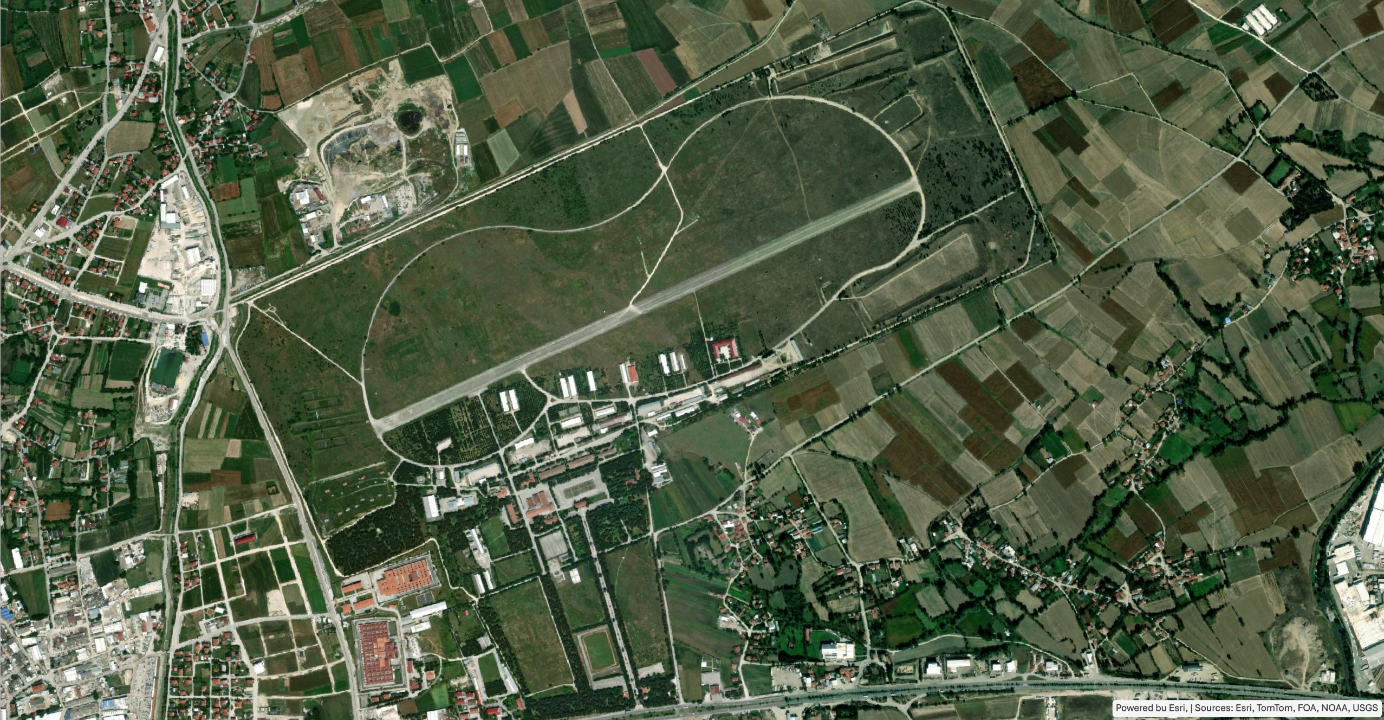 Powered by Esri, | Sources: Esri, TomTom, FOA, NOAA, USGS